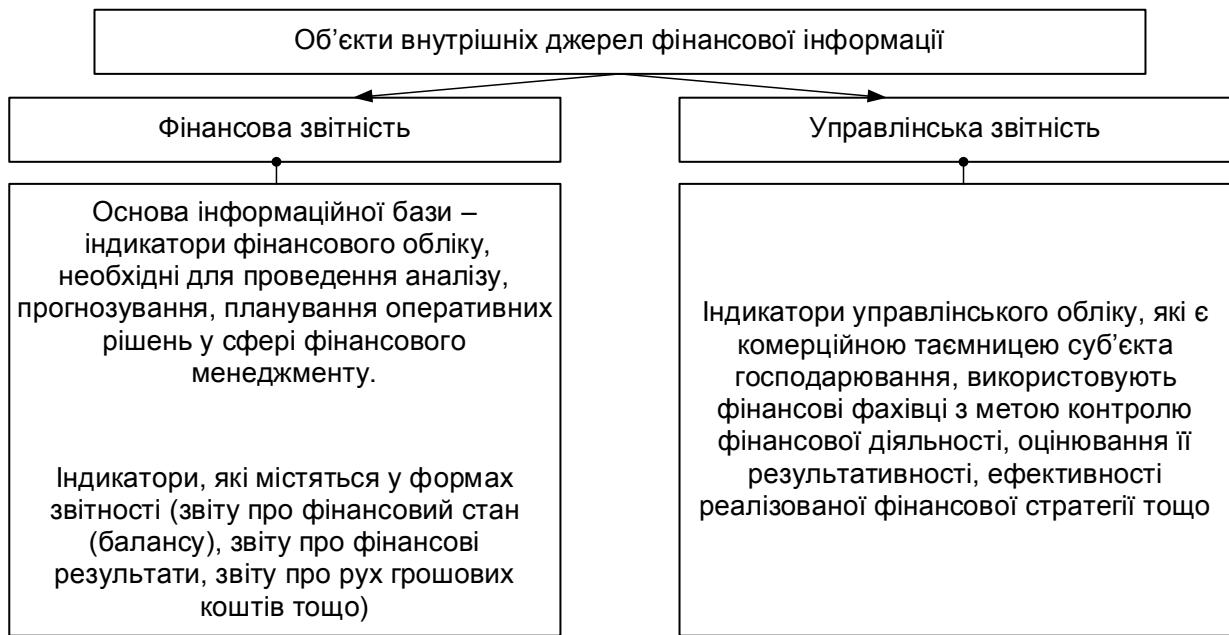 Об’єкти внутрішніх джерел фінансової інформації
Фінансова звітність
Управлінська звітність
Основа інформаційної бази –
індикатори фінансового обліку,
необхідні для проведення аналізу,
прогнозування, планування оперативних
рішень у сфері фінансового
менеджменту.
Індикатори, які містяться у формах
звітності (звіту про фінансовий стан
(балансу), звіту про фінансові
результати, звіту про рух грошових
коштів тощо)
Індикатори управлінського обліку, які є
комерційною таємницею суб’єкта
господарювання, використовують
фінансові фахівці з метою контролю
фінансової діяльності, оцінювання її
результативності, ефективності
реалізованої фінансової стратегії тощо